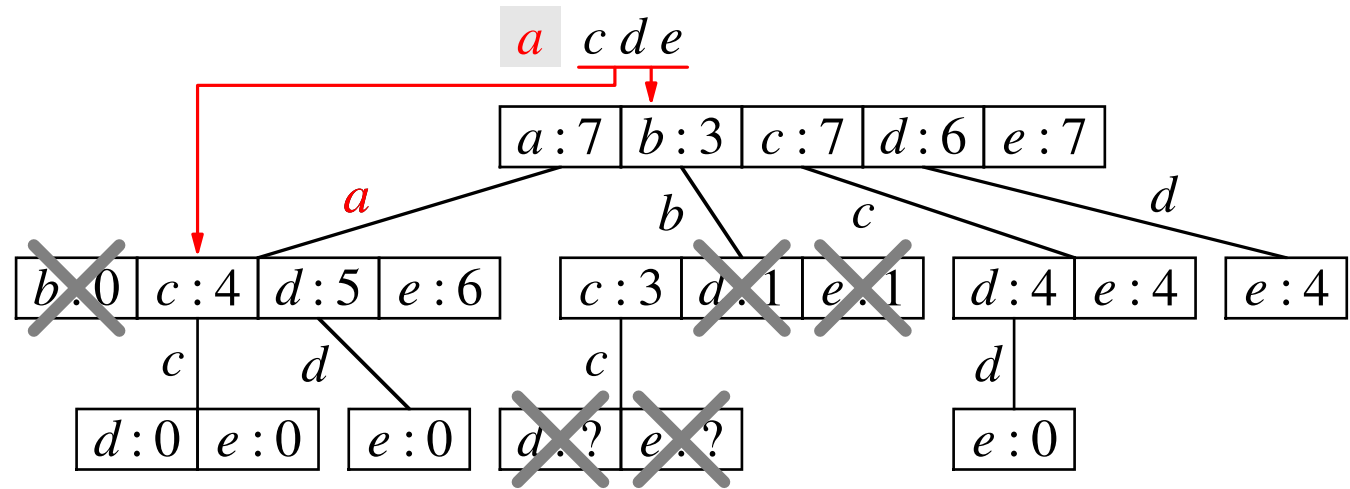 a c d e
a : 7 b : 3 c : 7 d : 6 e : 7
a b c d
b : 0 c : 4 d : 5 e : 6 c : 3 d : 1 e : 1 d : 4 e : 4 e : 4
c d c d
d : 0 e : 0 e : 0 d : ? e : ? e : 0